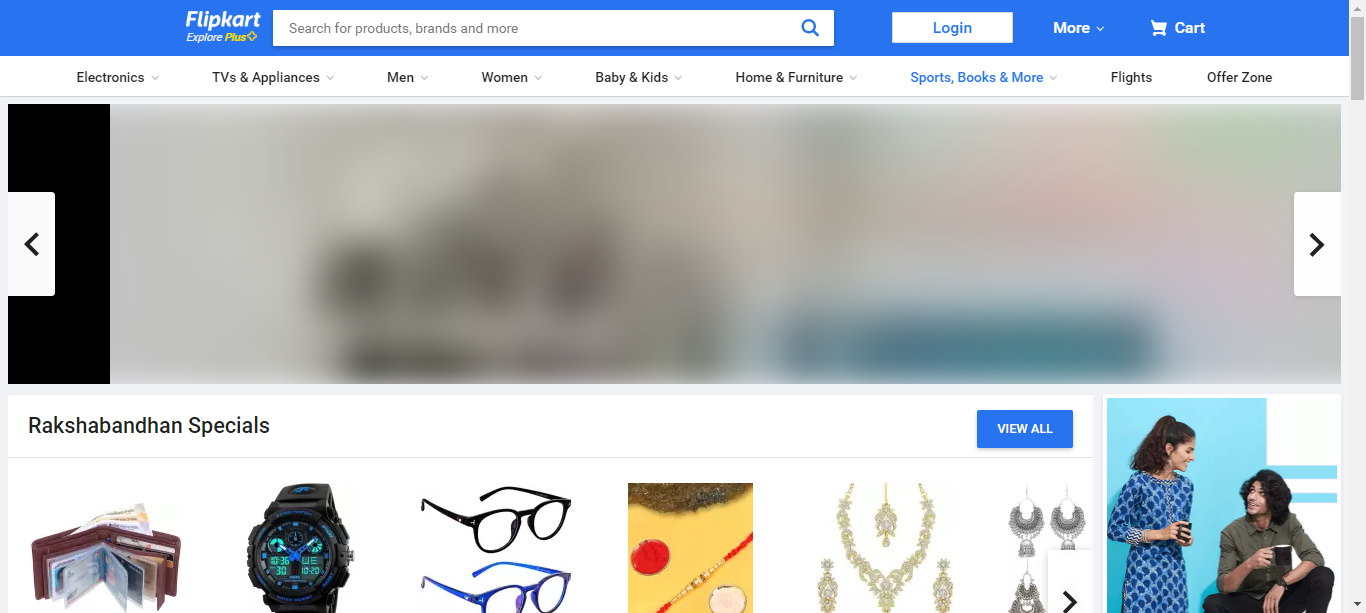 Flipkart
Explore Plus
Search for products, brands and more
Login
More
Cart
Electronics
TVs & Appliances
Men
Women
Baby & Kids
Home & Furniture
Sports, Books & More
Flights
Offer Zone
Rakshabandhan Specials
VIEW ALL